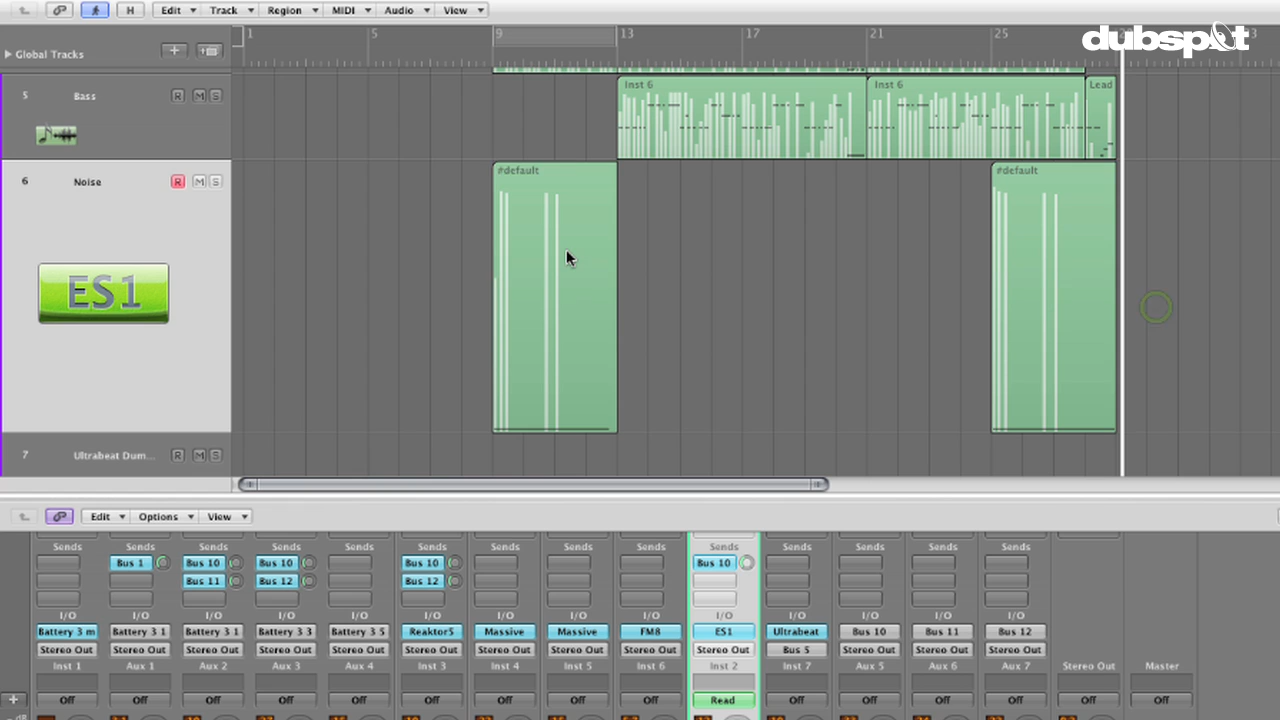 H Edit Track Region MIDI Audio View
dubspot
1 5 9 13 17 21 25
Global Tracks
5 Bass R M S
Inst 6 Inst 6 Lead
6 Noise R M S
#default #default
ES1
7 Ultrabeat Dum... R M S
Edit Options View
Sends Sends Sends Sends Sends Sends Sends Sends Sends Sends Sends Sends Sends Sends
Bus 1 Bus 10 Bus 10 Bus 10 Bus 10
Bus 11 Bus 12 Bus 12
I/O I/O I/O I/O I/O I/O I/O I/O I/O I/O I/O I/O I/O I/O
Battery 3 m Battery 3 1 Battery 3 1 Battery 3 3 Battery 3 5 Reaktor5 Massive Massive FM8 ES1 Ultrabeat Bus 10 Bus 11 Bus 12
Stereo Out Stereo Out Stereo Out Stereo Out Stereo Out Stereo Out Stereo Out Stereo Out Stereo Out Stereo Out Bus 5 Stereo Out Stereo Out Stereo Out
Inst 1 Aux 1 Aux 2 Aux 3 Aux 4 Inst 3 Inst 4 Inst 5 Inst 6 Inst 2 Inst 7 Aux 5 Aux 6 Aux 7 Stereo Out Master
Off Off Off Off Off Off Off Off Off Read Off Off Off Off Off Off